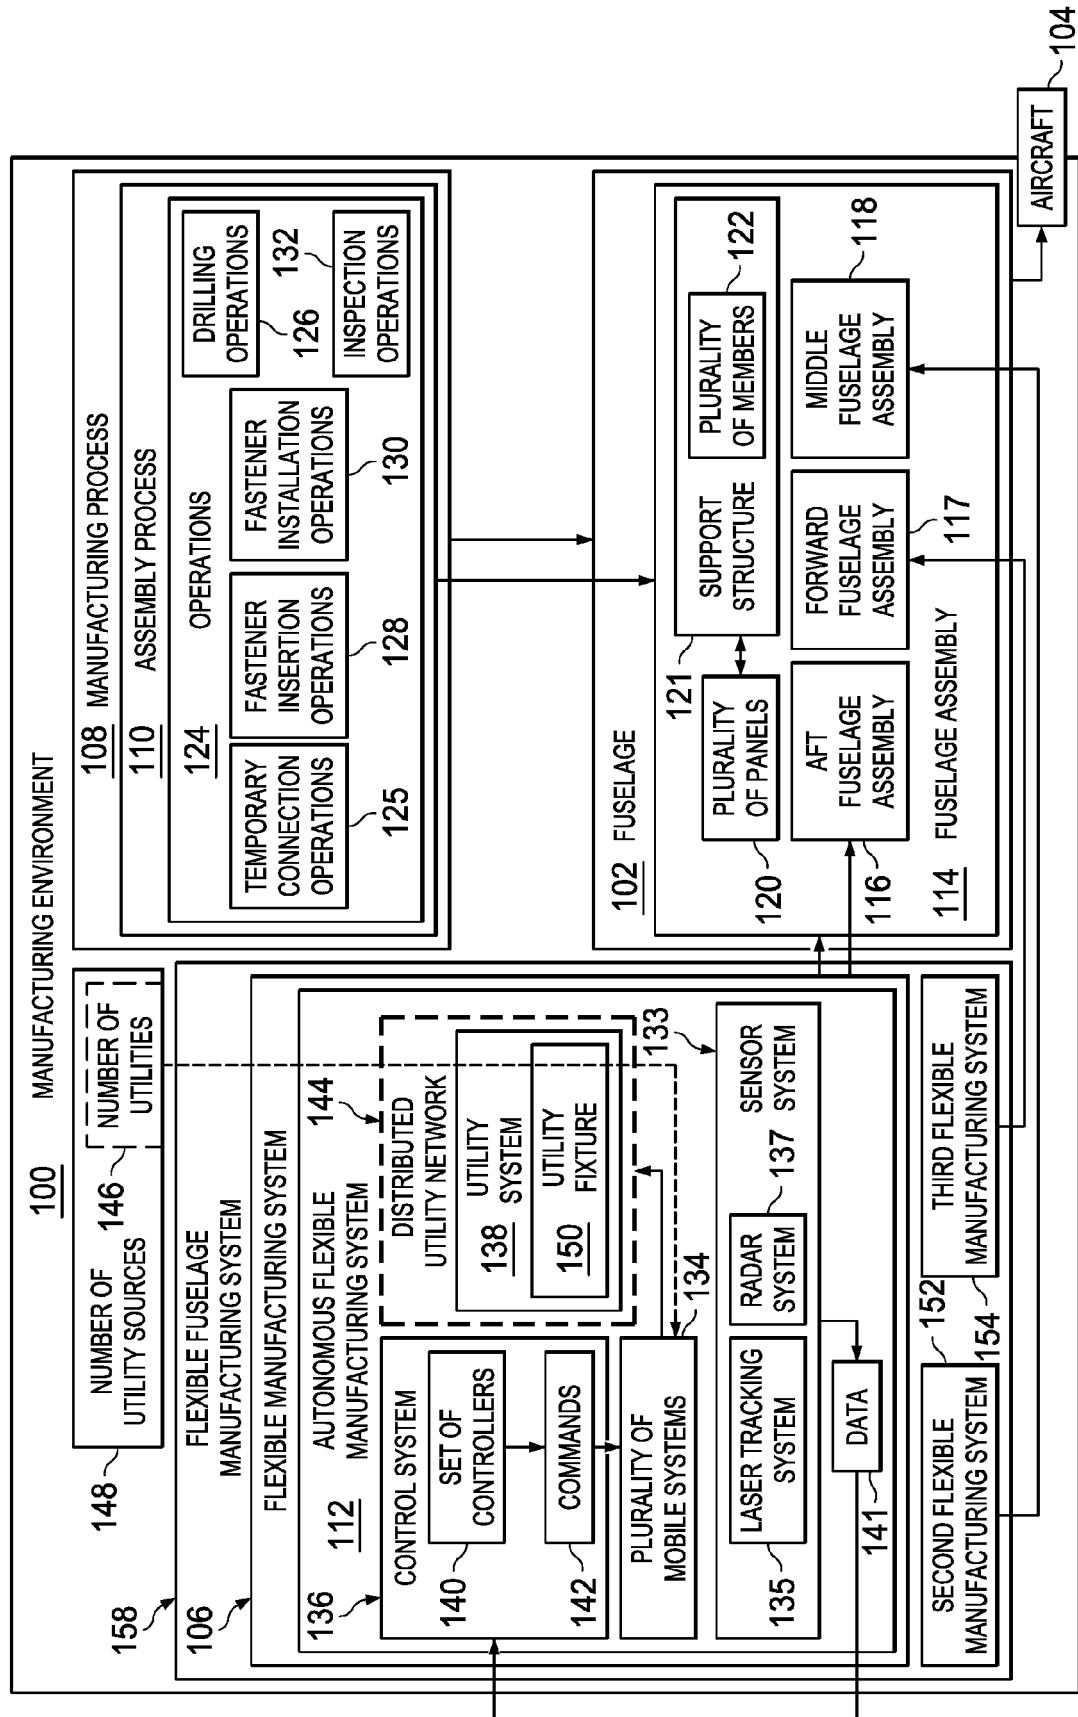 MANUFACTURING ENVIRONMENT
100
NUMBER OF
UTILITY SOURCES
148
NUMBER OF
UTILITIES
146
158
FLEXIBLE FUSELAGE
MANUFACTURING SYSTEM
106
FLEXIBLE MANUFACTURING SYSTEM
AUTONOMOUS FLEXIBLE
MANUFACTURING SYSTEM
112
136
CONTROL SYSTEM
SET OF
CONTROLLERS
140
COMMANDS
142
144
DISTRIBUTED
UTILITY NETWORK
UTILITY
SYSTEM
138
UTILITY
FIXTURE
150
PLURALITY OF
MOBILE SYSTEMS
134
133
SENSOR
SYSTEM
LASER TRACKING
SYSTEM
135
RADAR
SYSTEM
137
DATA
141
SECOND FLEXIBLE
MANUFACTURING SYSTEM
152
THIRD FLEXIBLE
MANUFACTURING SYSTEM
154
108
MANUFACTURING PROCESS
110
ASSEMBLY PROCESS
124
OPERATIONS
TEMPORARY
CONNECTION
OPERATIONS
125
FASTENER
INSERTION
OPERATIONS
128
FASTENER
INSTALLATION
OPERATIONS
130
DRILLING
OPERATIONS
126
INSPECTION
OPERATIONS
132
102
FUSELAGE
PLURALITY
OF PANELS
120
121
SUPPORT
STRUCTURE
PLURALITY
OF MEMBERS
122
AFT
FUSELAGE
ASSEMBLY
116
FORWARD
FUSELAGE
ASSEMBLY
117
MIDDLE
FUSELAGE
ASSEMBLY
118
114
FUSELAGE ASSEMBLY
AIRCRAFT
104